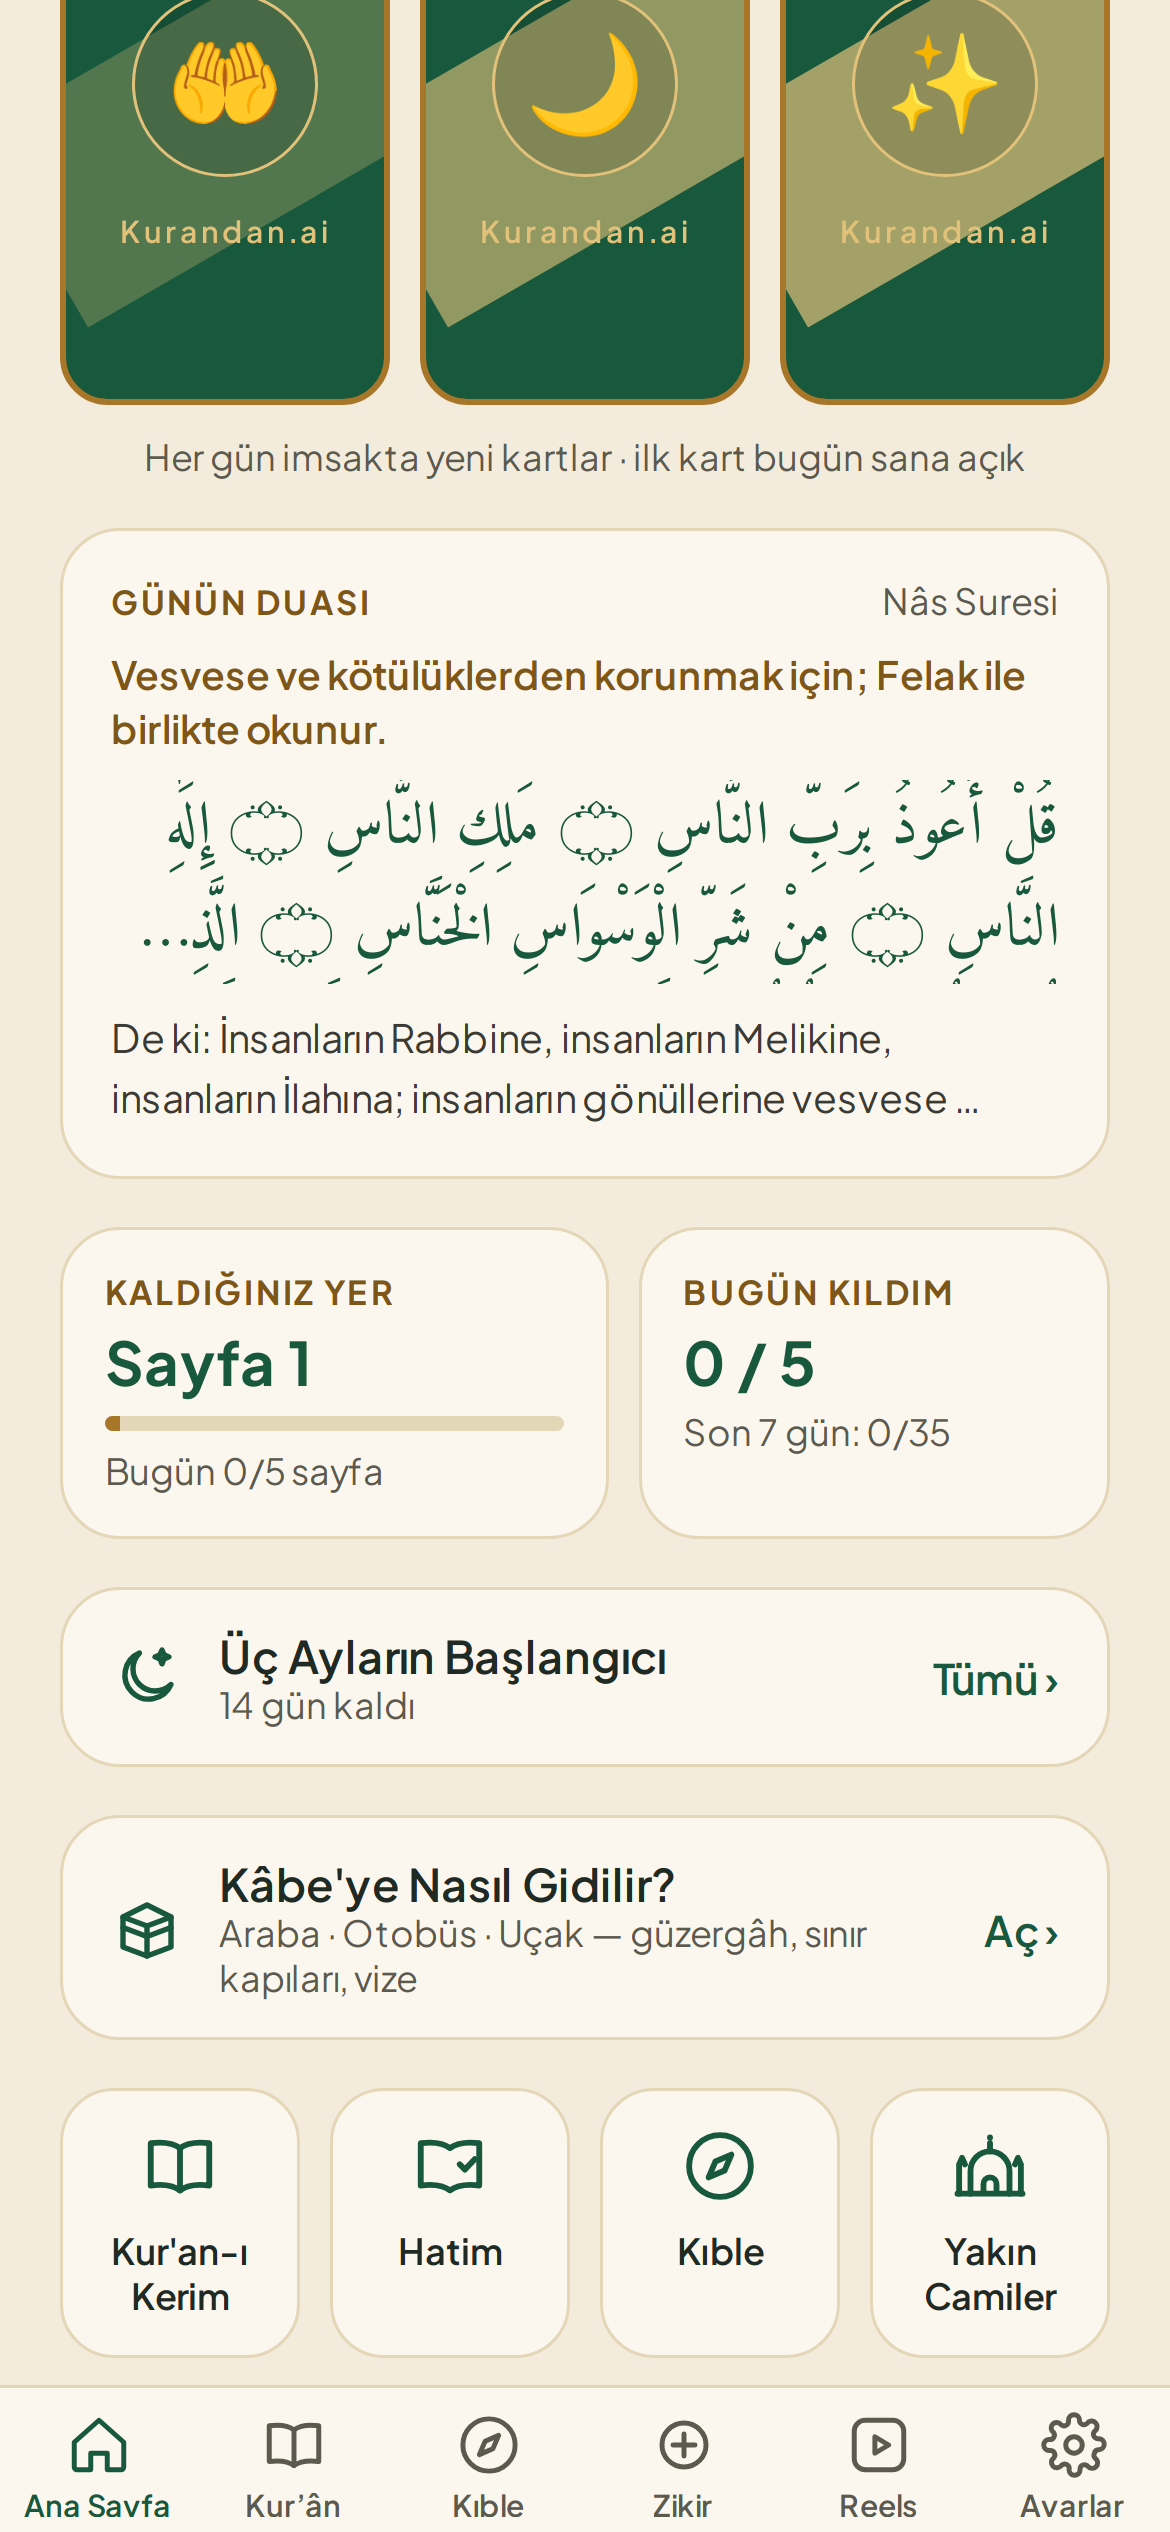 Kurandan.ai
Kurandan.ai
Kurandan.ai
Her gün imsakta yeni kartlar · ilk kart bugün sana açık
GÜNÜN DUASI
Nâs Suresi
Vesvese ve kötülüklerden korunmak için; Felak ile
birlikte okunur.
قُلْ أَعُوذُ بِرَبِّ النَّاسِ ۝ مَلِكِ النَّاسِ ۝ إِلَهِ
النَّاسِ ۝ مِنْ شَرِّ الْوَسْوَاسِ الْخَنَّاسِ ۝ الَّذِ...
De ki: İnsanların Rabbine, insanların Melikine,
insanların İlahına; insanların gönüllerine vesvese ...
KALDIĞINIZ YER
Sayfa 1
Bugün 0/5 sayfa
BUGÜN KILDIM
0 / 5
Son 7 gün: 0/35
Üç Ayların Başlangıcı
14 gün kaldı
Tümü ›
Kâbe'ye Nasıl Gidilir?
Araba · Otobüs · Uçak — güzergâh, sınır
kapıları, vize
Aç ›
Kur'an-ı
Kerim
Hatim
Kıble
Yakın
Camiler
Ana Sayfa
Kur’ân
Kıble
Zikir
Reels
Ayarlar